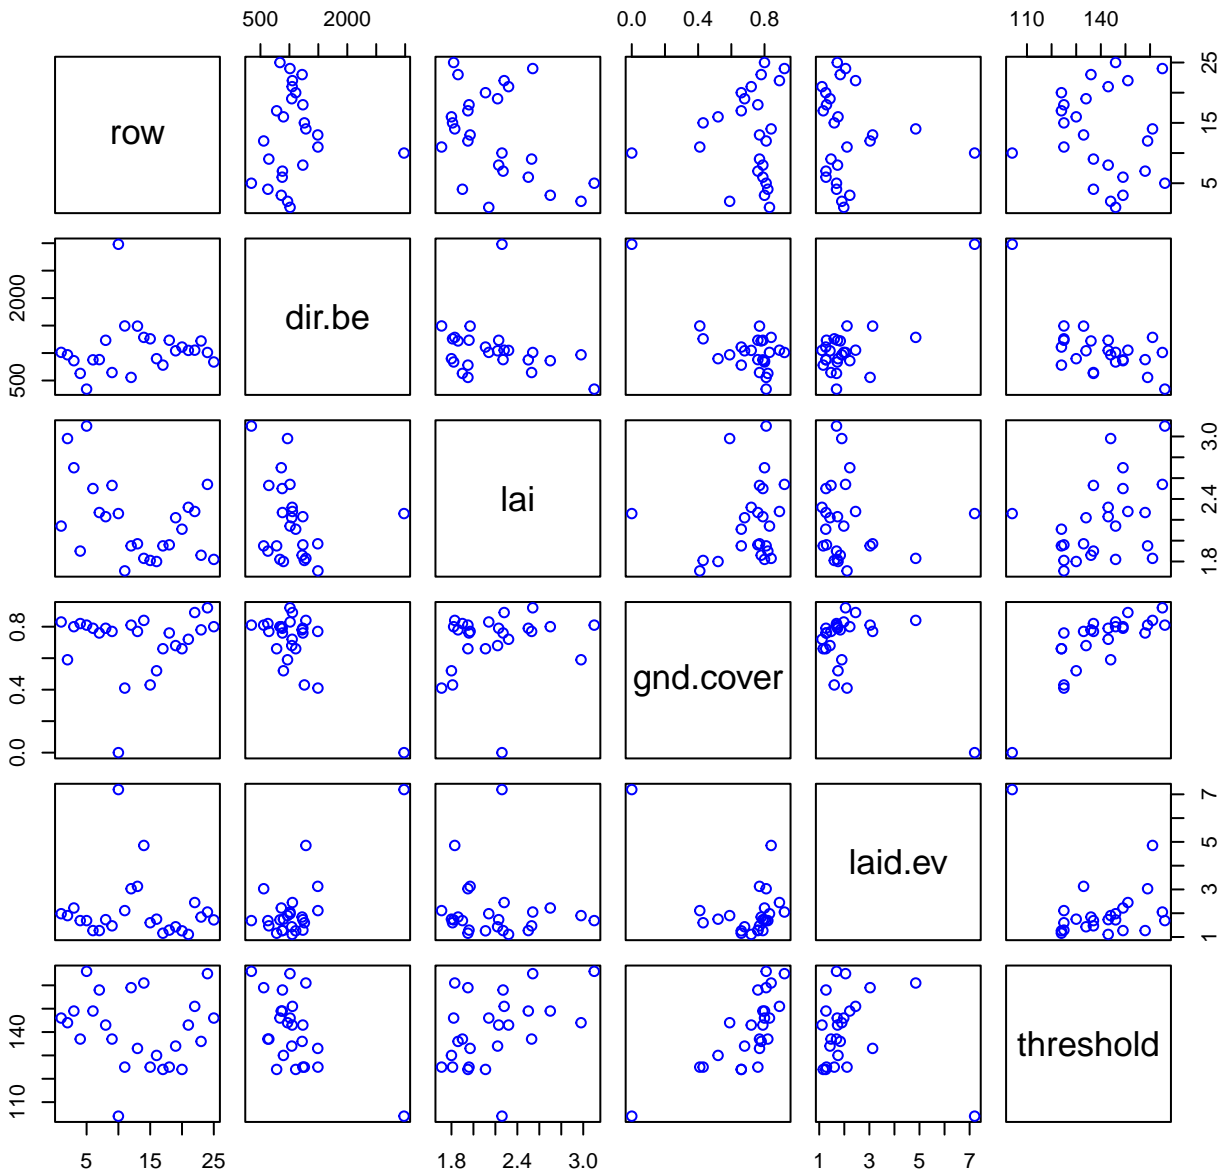 500 2000 0.0 0.4 0.8 110 140
row 5 15 25
500 2000 dir.be
lai 1.8 2.4 3.0
0.0 0.4 0.8 gnd.cover
laid.ev 1 3 5 7
110 140 threshold
5 15 25 1.8 2.4 3.0 1 3 5 7